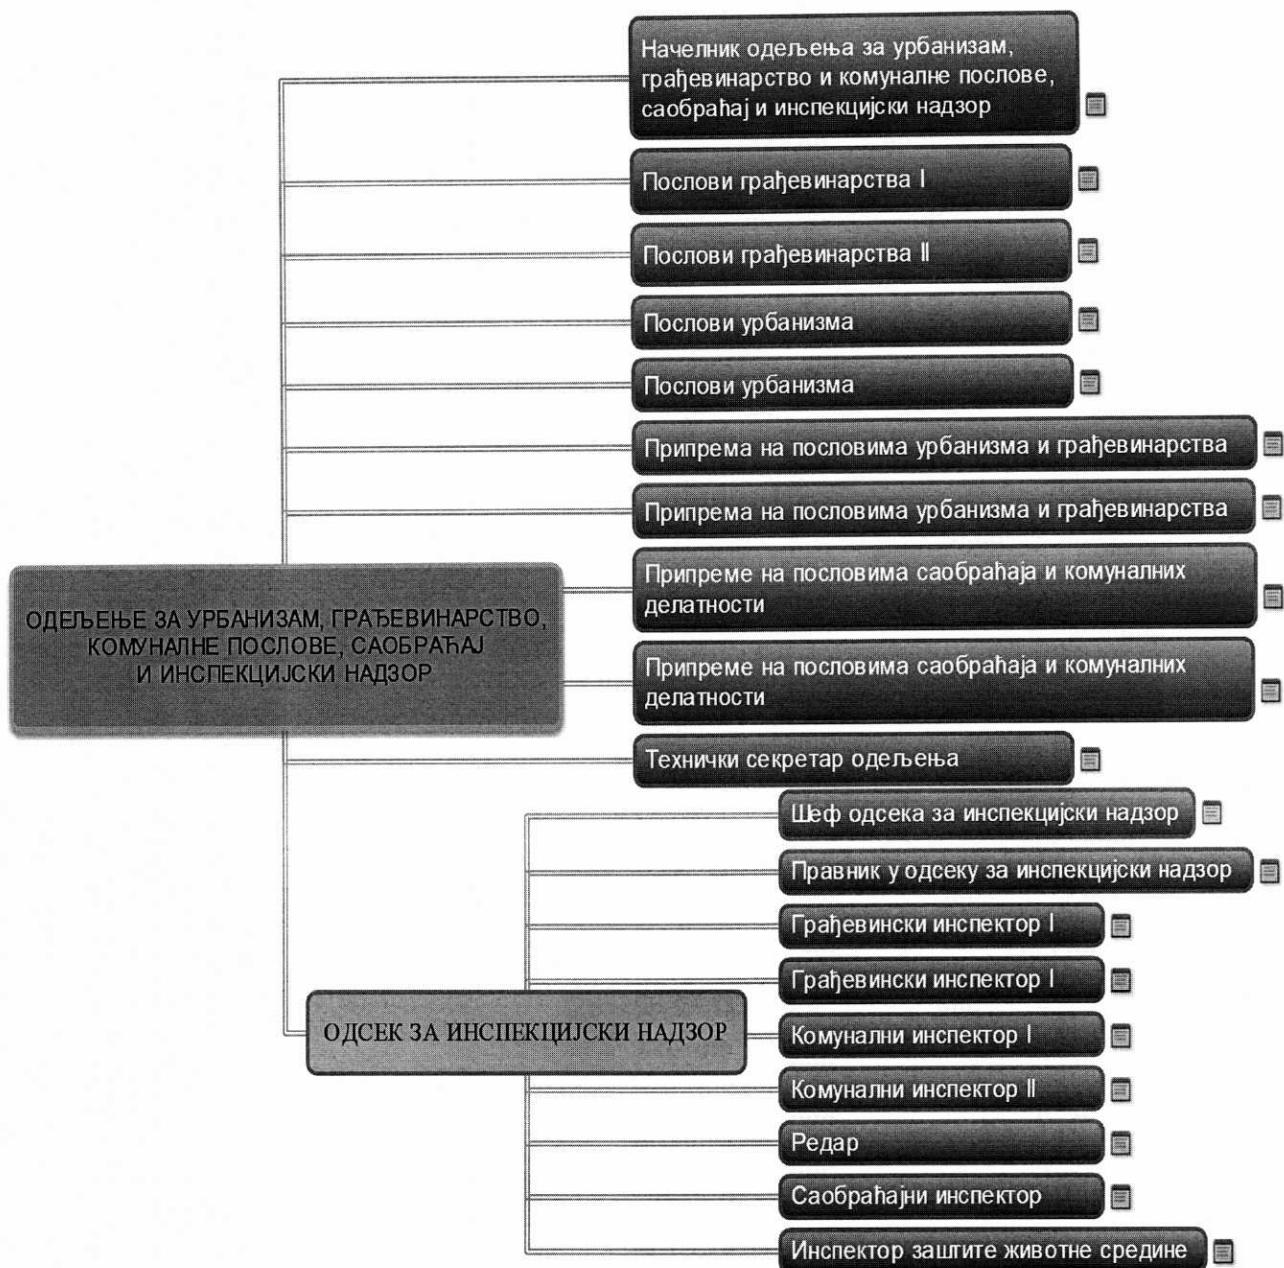 Начелник одељења за урбанизам,
грађевинарство и комуналне послове,
саобраћај и инспекцијски надзор
Послови грађевинарства I
Послови грађевинарства II
Послови урбанизма
Послови урбанизма
Припрема на пословима урбанизма и грађевинарства
Припрема на пословима урбанизма и грађевинарства
Припреме на пословима саобраћаја и комуналних
делатности
ОДЕЉЕЊЕ ЗА УРБАНИЗАМ, ГРАЂЕВИНАРСТВО,
КОМУНАЛНЕ ПОСЛОВЕ, САОБРАЋАЈ
И ИНСПЕКЦИЈСКИ НАДЗОР
Припреме на пословима саобраћаја и комуналних
делатности
Технички секретар одељења
Шеф одсека за инспекцијски надзор
Правник у одсеку за инспекцијски надзор
Грађевински инспектор I
Грађевински инспектор I
ОДСЕК ЗА ИНСПЕКЦИЈСКИ НАДЗОР
Комунални инспектор I
Комунални инспектор II
Редар
Саобраћајни инспектор
Инспектор заштите животне средине